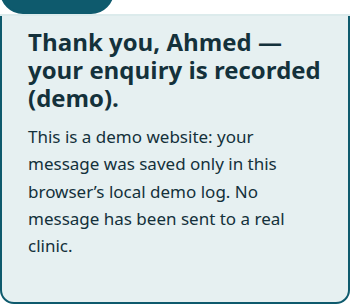 Thank you, Ahmed —
your enquiry is recorded
(demo).
This is a demo website: your
message was saved only in this
browser’s local demo log. No
message has been sent to a real
clinic.